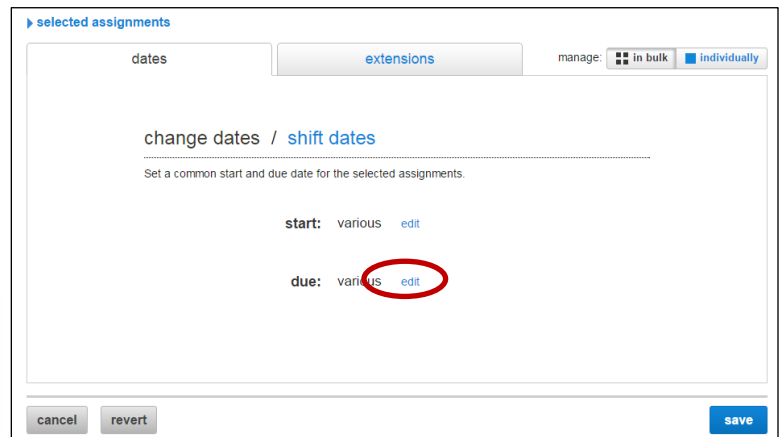 selected assignments
dates extensions manage: in bulk individually
change dates / shift dates
Set a common start and due date for the selected assignments.
start: various edit
due: various edit
cancel revert save